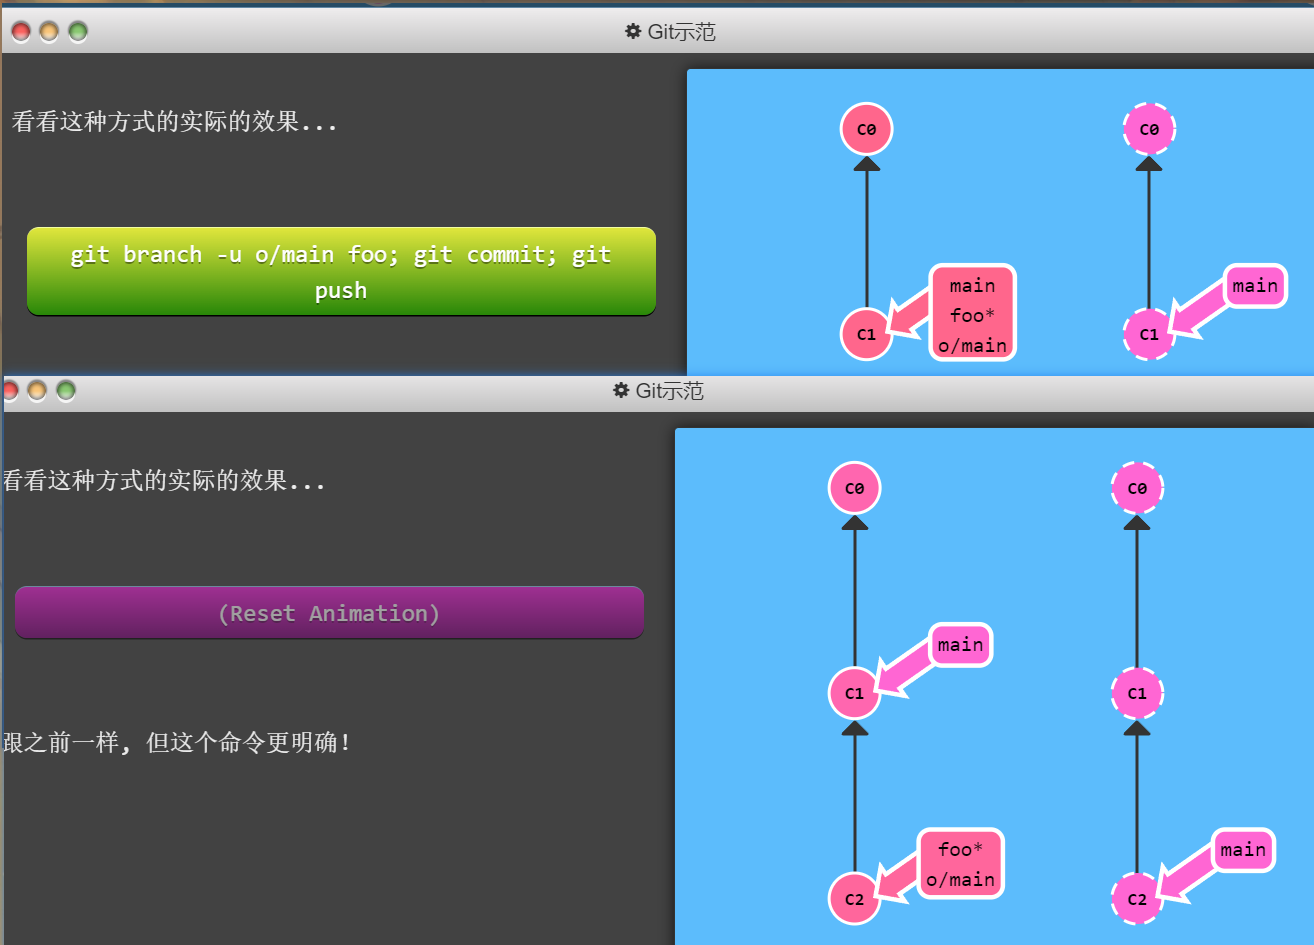 Git示范
看看这种方式的实际的效果...
git branch -u o/main foo; git commit; git
push
C0
C0
main
foo*
o/main
main
C1
C1
Git示范
看看这种方式的实际的效果...
(Reset Animation)
跟之前一样, 但这个命令更明确!
C0
C0
main
C1
C1
foo*
o/main
main
C2
C2